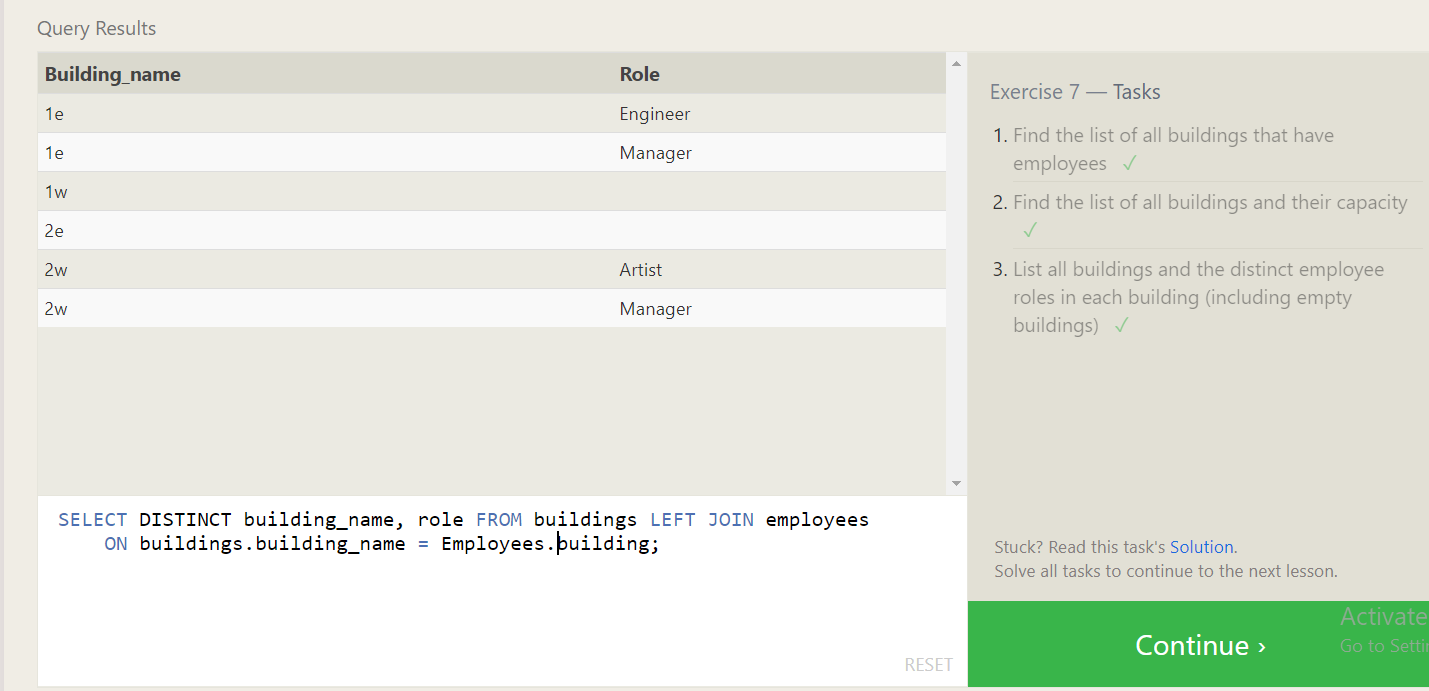 Query Results
Building_name Role
1e Engineer
1e Manager
1w
2e
2w Artist
2w Manager
SELECT DISTINCT building_name, role FROM buildings LEFT JOIN employees
ON buildings.building_name = Employees.building;
RESET
Exercise 7 — Tasks
1. Find the list of all buildings that have
employees ✓
2. Find the list of all buildings and their capacity
✓
3. List all buildings and the distinct employee
roles in each building (including empty
buildings) ✓
Stuck? Read this task's Solution.
Solve all tasks to continue to the next lesson.
Continue ›
Activate
Go to